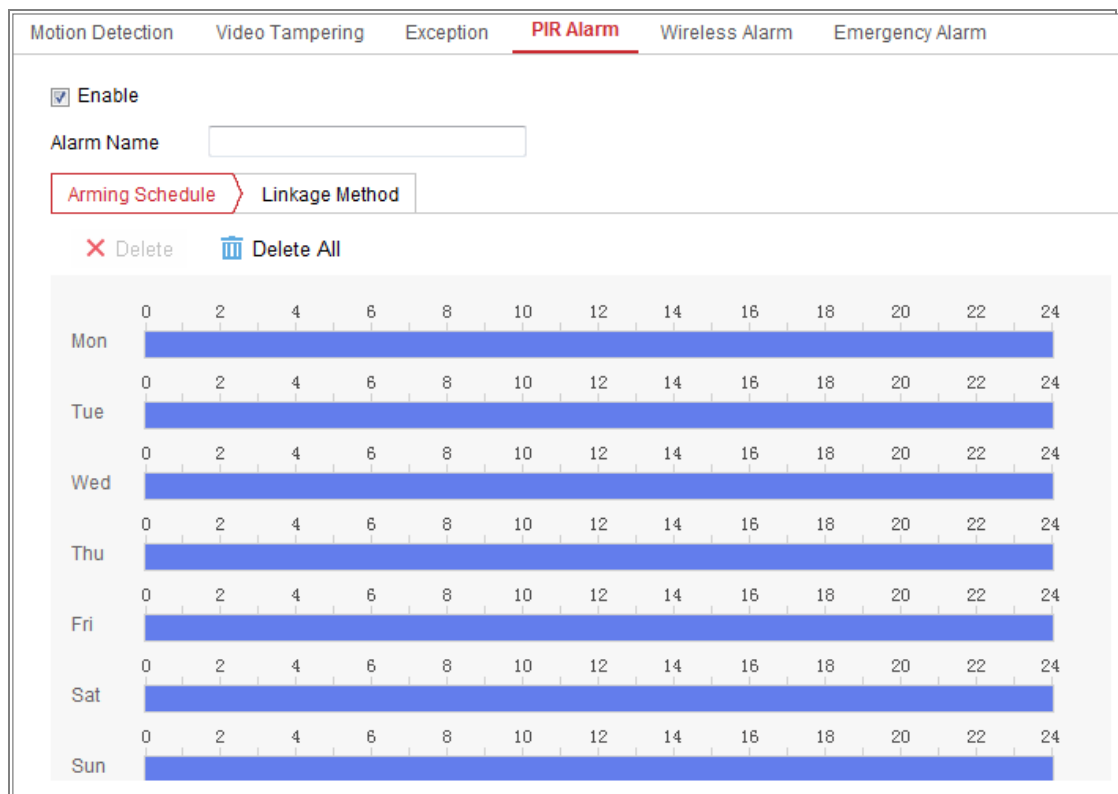 Motion Detection Video Tampering Exception PIR Alarm Wireless Alarm Emergency Alarm
Enable
Alarm Name
Arming Schedule Linkage Method
Delete Delete All
0 2 4 6 8 10 12 14 16 18 20 22 24
Mon
0 2 4 6 8 10 12 14 16 18 20 22 24
Tue
0 2 4 6 8 10 12 14 16 18 20 22 24
Wed
0 2 4 6 8 10 12 14 16 18 20 22 24
Thu
0 2 4 6 8 10 12 14 16 18 20 22 24
Fri
0 2 4 6 8 10 12 14 16 18 20 22 24
Sat
0 2 4 6 8 10 12 14 16 18 20 22 24
Sun